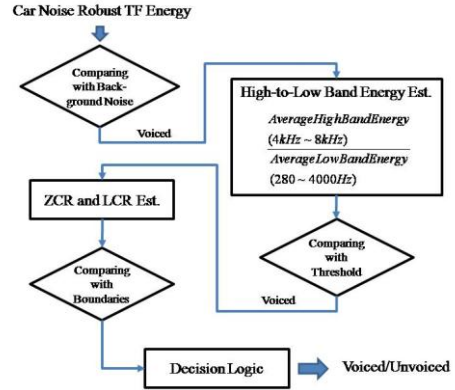 Car Noise Robust TF Energy
Comparing
with Back-
ground Noise
Voiced
High-to-Low Band Energy Est.
AverageHighBandEnergy
(4kHz ~ 8kHz)
AverageLowBandEnergy
(280 ~ 4000Hz)
Comparing
with
Threshold
Voiced
ZCR and LCR Est.
Comparing
with
Boundaries
Decision Logic
Voiced/Unvoiced